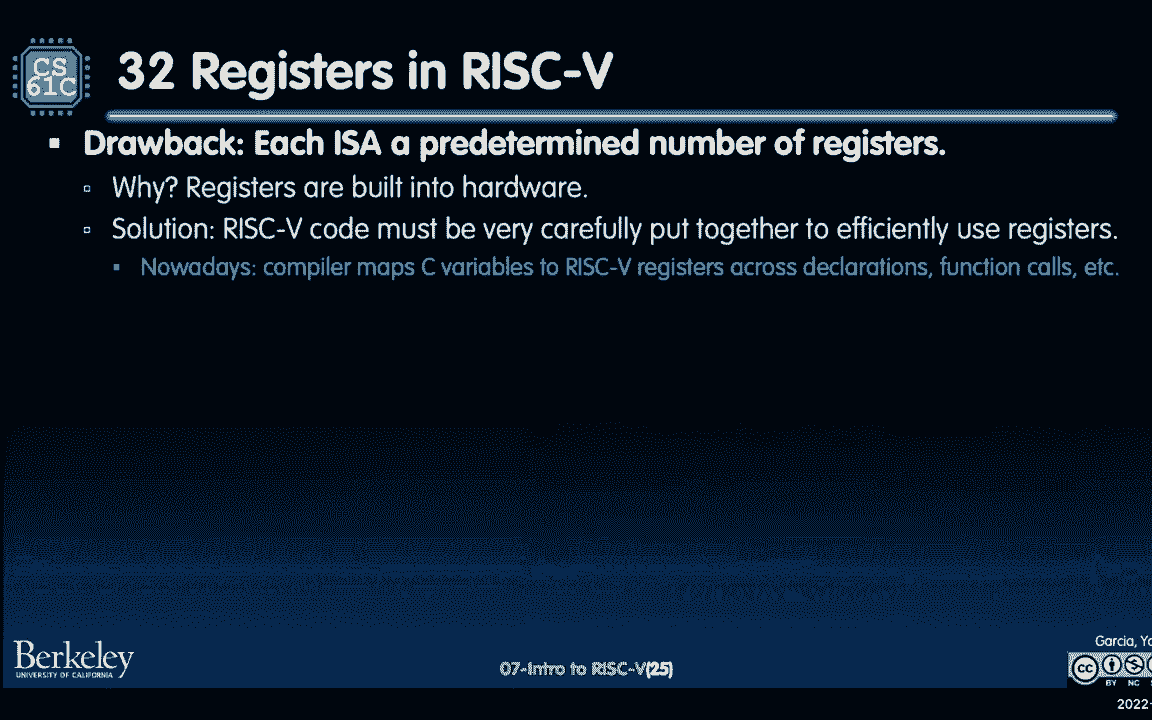 CS
61C
32 Registers in RISC-V
▪ Drawback: Each ISA a predetermined number of registers.
▫ Why? Registers are built into hardware.
▫ Solution: RISC-V code must be very carefully put together to efficiently use registers.
▪ Nowadays: compiler maps C variables to RISC-V registers across declarations, function calls, etc.
Berkeley
UNIVERSITY OF CALIFORNIA
07-Intro to RISC-V(25)
Garcia,
cc
BY NC
2022-